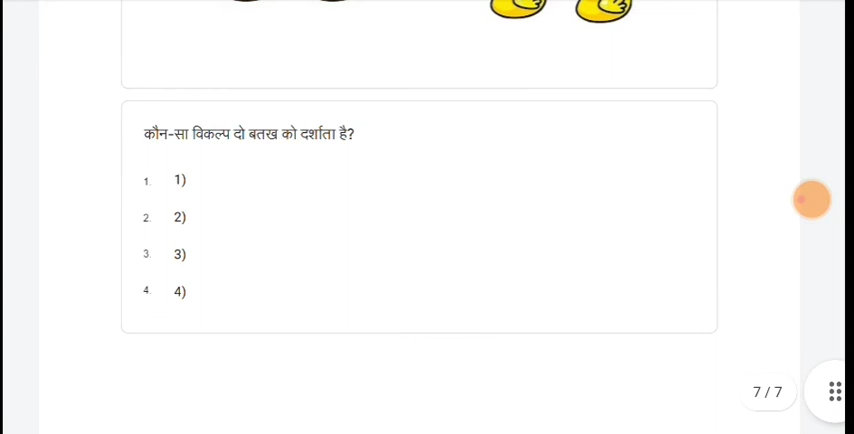 कौन-सा विकल्प दो बतख को दर्शाता है?
1. 1)
2. 2)
3. 3)
4. 4)
7 / 7